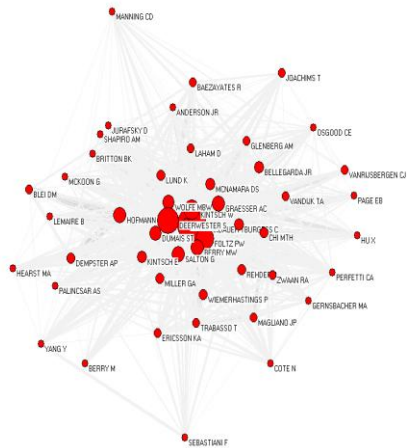 MANNING CD
JOACHIMS T
BAEZAYATES R
ANDERSON JR
JURAFSKY D
SHAPIRO AM
OSGOOD CE
GLENBERG AM
LAHAM D
BRITTON BK
BELLEGARDA JR
VANRIJSBERGEN CJ
MCKOON G
LUND K
MCNAMARA DS
BLEI DM
VANDIJK TA
PAGE EB
WOLFE MBW
GRAESSER AC
KINTSCH W
LEMAIRE B
HOFMANN
DEERWESTER S
BURGESS C
CHI MTH
DUMAIS ST
HU X
FOLTZ PW
BERRY MW
SALTON G
KINTSCH E
DEMPSTER AP
HEARST MA
REHDER
ZWAAN RA
PERFETTI CA
MILLER GA
PALINCSAR AS
WIEMERHASTINGS P
GERNSBACHER MA
MAGLIANO JP
TRABASSO T
ERICSSON KA
YANG Y
BERRY M
COTE N
SEBASTIANI F